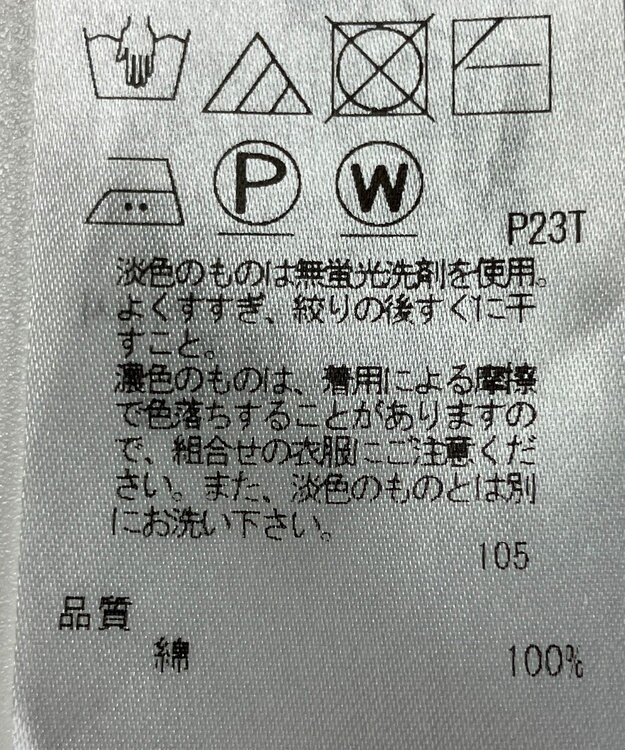 P W
P23T
淡色のものは無蛍光洗剤を使用。
よくすすぎ、絞りの後すぐに干
すこと。
濃色のものは、着用による摩擦
で色落ちすることがありますの
で、組合せの衣服にご注意くだ
さい。また、淡色のものとは別
にお洗い下さい。
105
品質
綿 100%